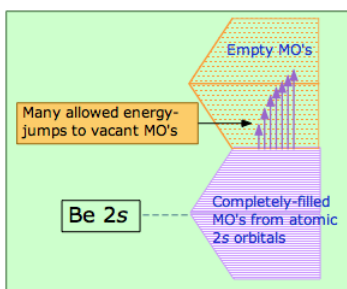 Empty MO's
Many allowed energy-
jumps to vacant MO's
Be 2s
Completely-filled
MO's from atomic
2s orbitals